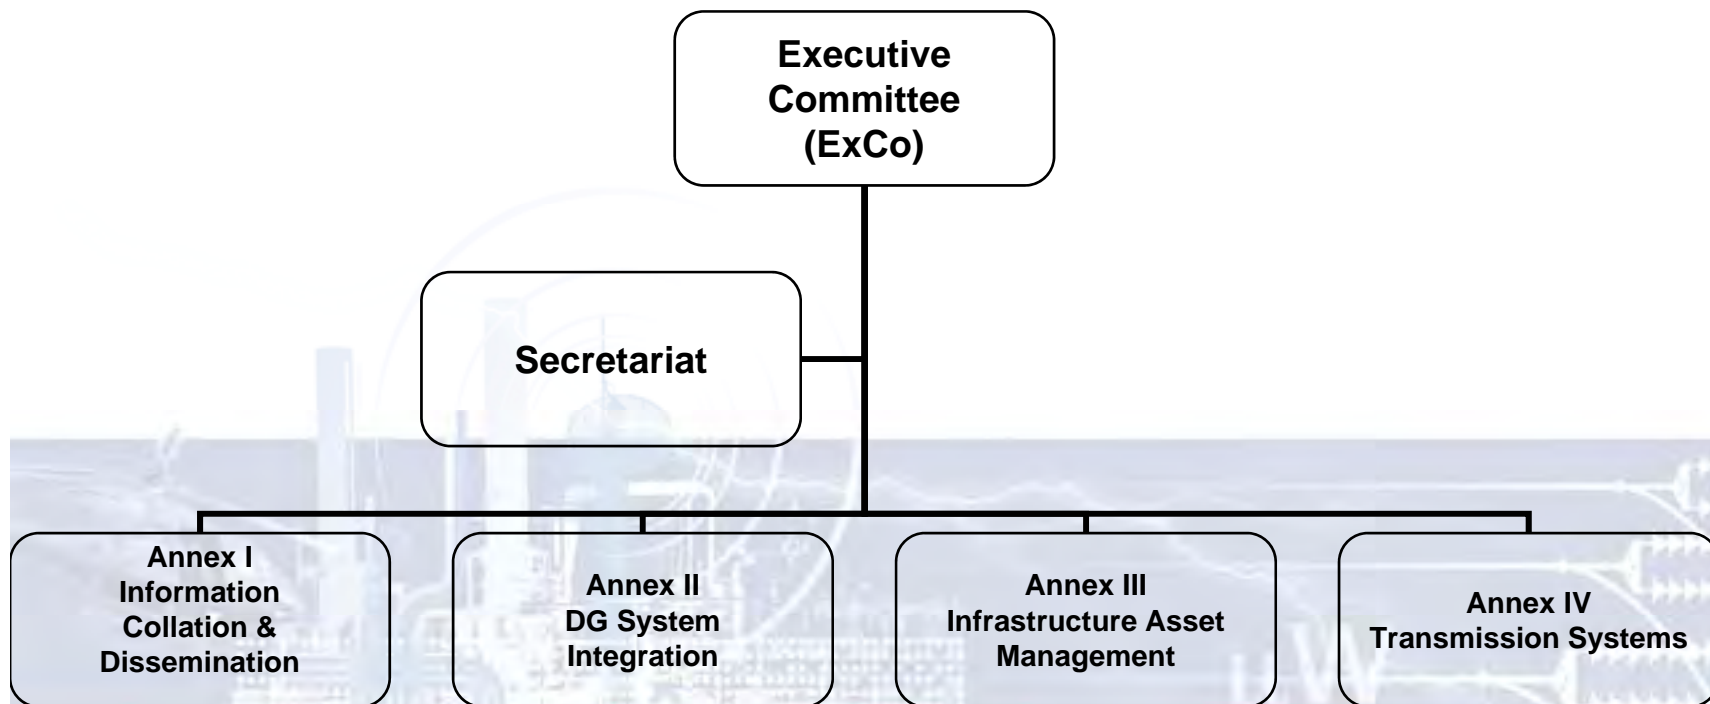 Executive
Committee
(ExCo)
Secretariat
Annex I
Information
Collation &
Dissemination
Annex II
DG System
Integration
Annex III
Infrastructure Asset
Management
Annex IV
Transmission Systems